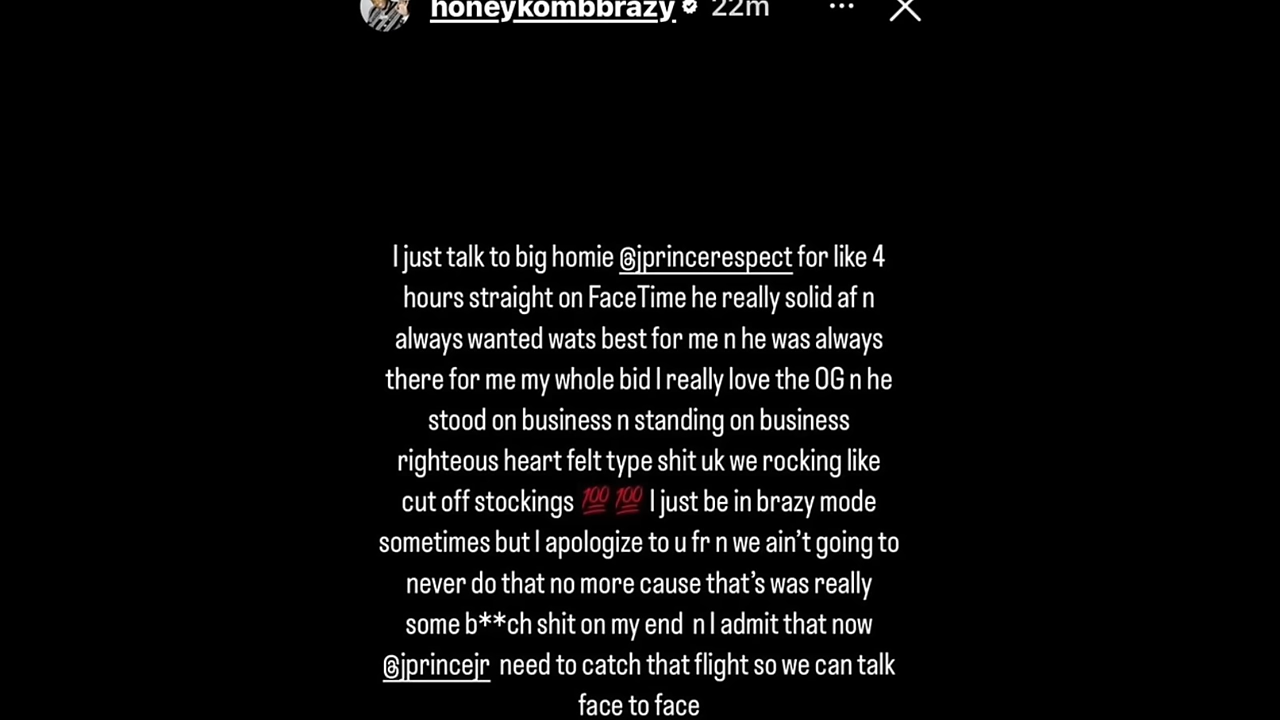 honeykombbrazy 22m ...
I just talk to big homie @jprincerespect for like 4
hours straight on FaceTime he really solid af n
always wanted wats best for me n he was always
there for me my whole bid I really love the OG n he
stood on business n standing on business
righteous heart felt type shit uk we rocking like
cut off stockings 💯💯 I just be in brazy mode
sometimes but I apologize to u fr n we ain't going to
never do that no more cause that's was really
some b**ch shit on my end n I admit that now
@jprincejr need to catch that flight so we can talk
face to face